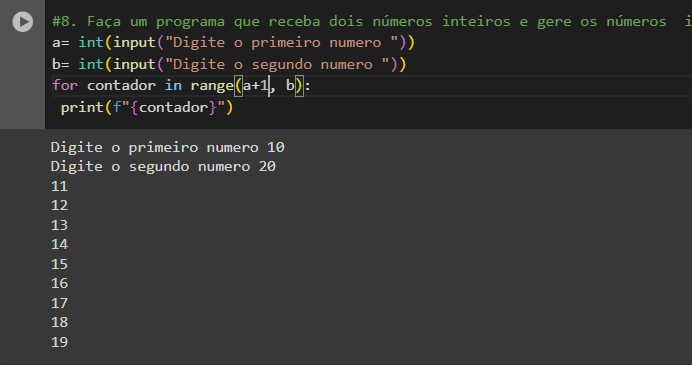 #8. Faça um programa que receba dois números inteiros e gere os números i
a= int(input("Digite o primeiro numero "))
b= int(input("Digite o segundo numero "))
for contador in range(a+1, b):
 print(f"{contador}")
Digite o primeiro numero 10
Digite o segundo numero 20
11
12
13
14
15
16
17
18
19